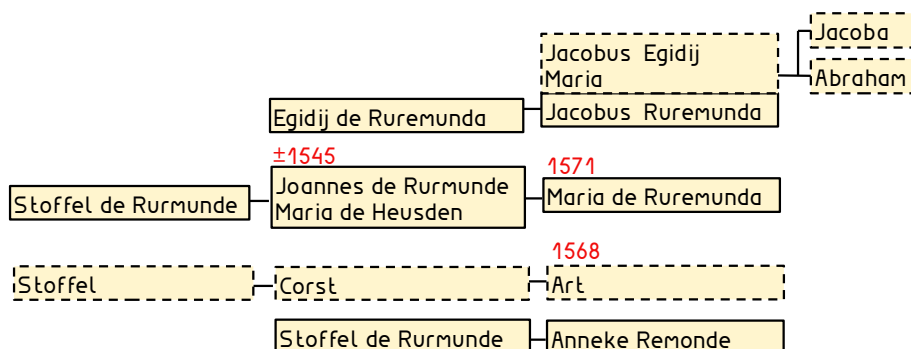 Jacoba
Jacobus Egidij
Maria
Abraham
Egidij de Ruremunda
Jacobus Ruremunda
±1545
1571
Joannes de Rurmunde
Maria de Heusden
Maria de Ruremunda
Stoffel de Rurmunde
1568
Stoffel
Corst
Art
Stoffel de Rurmunde
Anneke Remonde